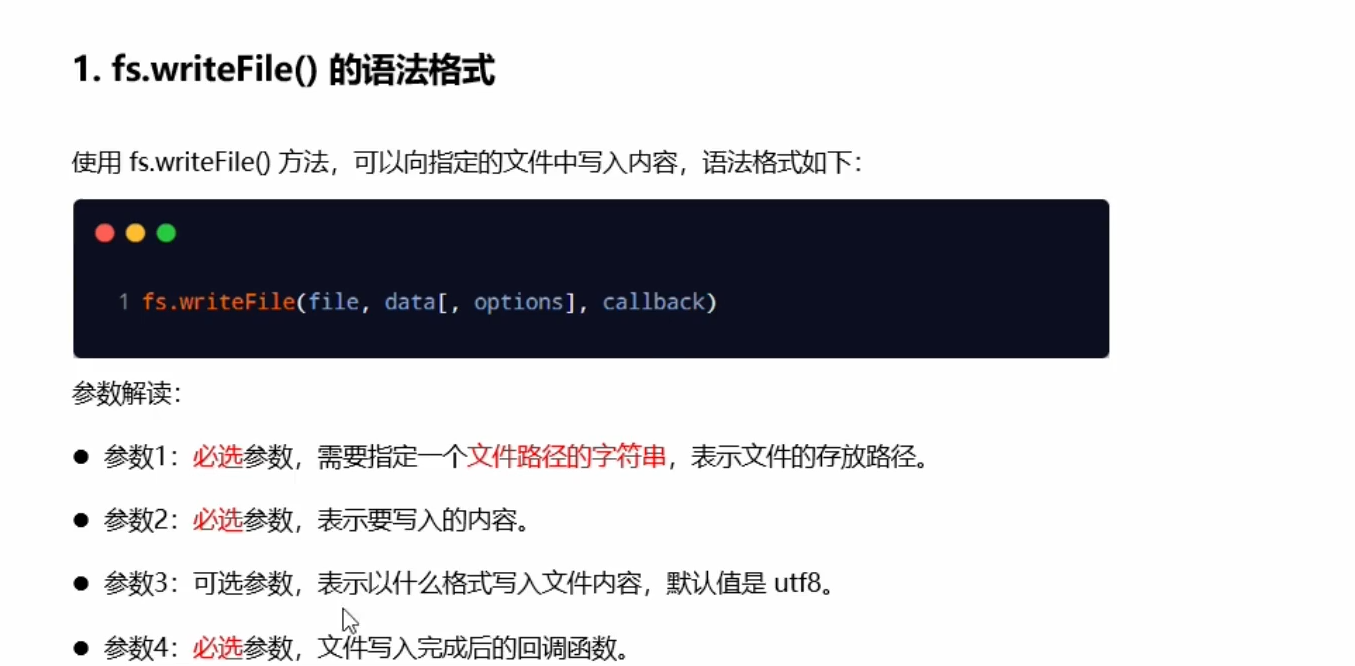 1. fs.writeFile() 的语法格式
使用 fs.writeFile() 方法，可以向指定的文件中写入内容，语法格式如下：
1 fs.writeFile(file, data[, options], callback)
参数解读：
● 参数1：必选参数，需要指定一个文件路径的字符串，表示文件的存放路径。
● 参数2：必选参数，表示要写入的内容。
● 参数3：可选参数，表示以什么格式写入文件内容，默认值是 utf8。
● 参数4：必选参数，文件写入完成后的回调函数。